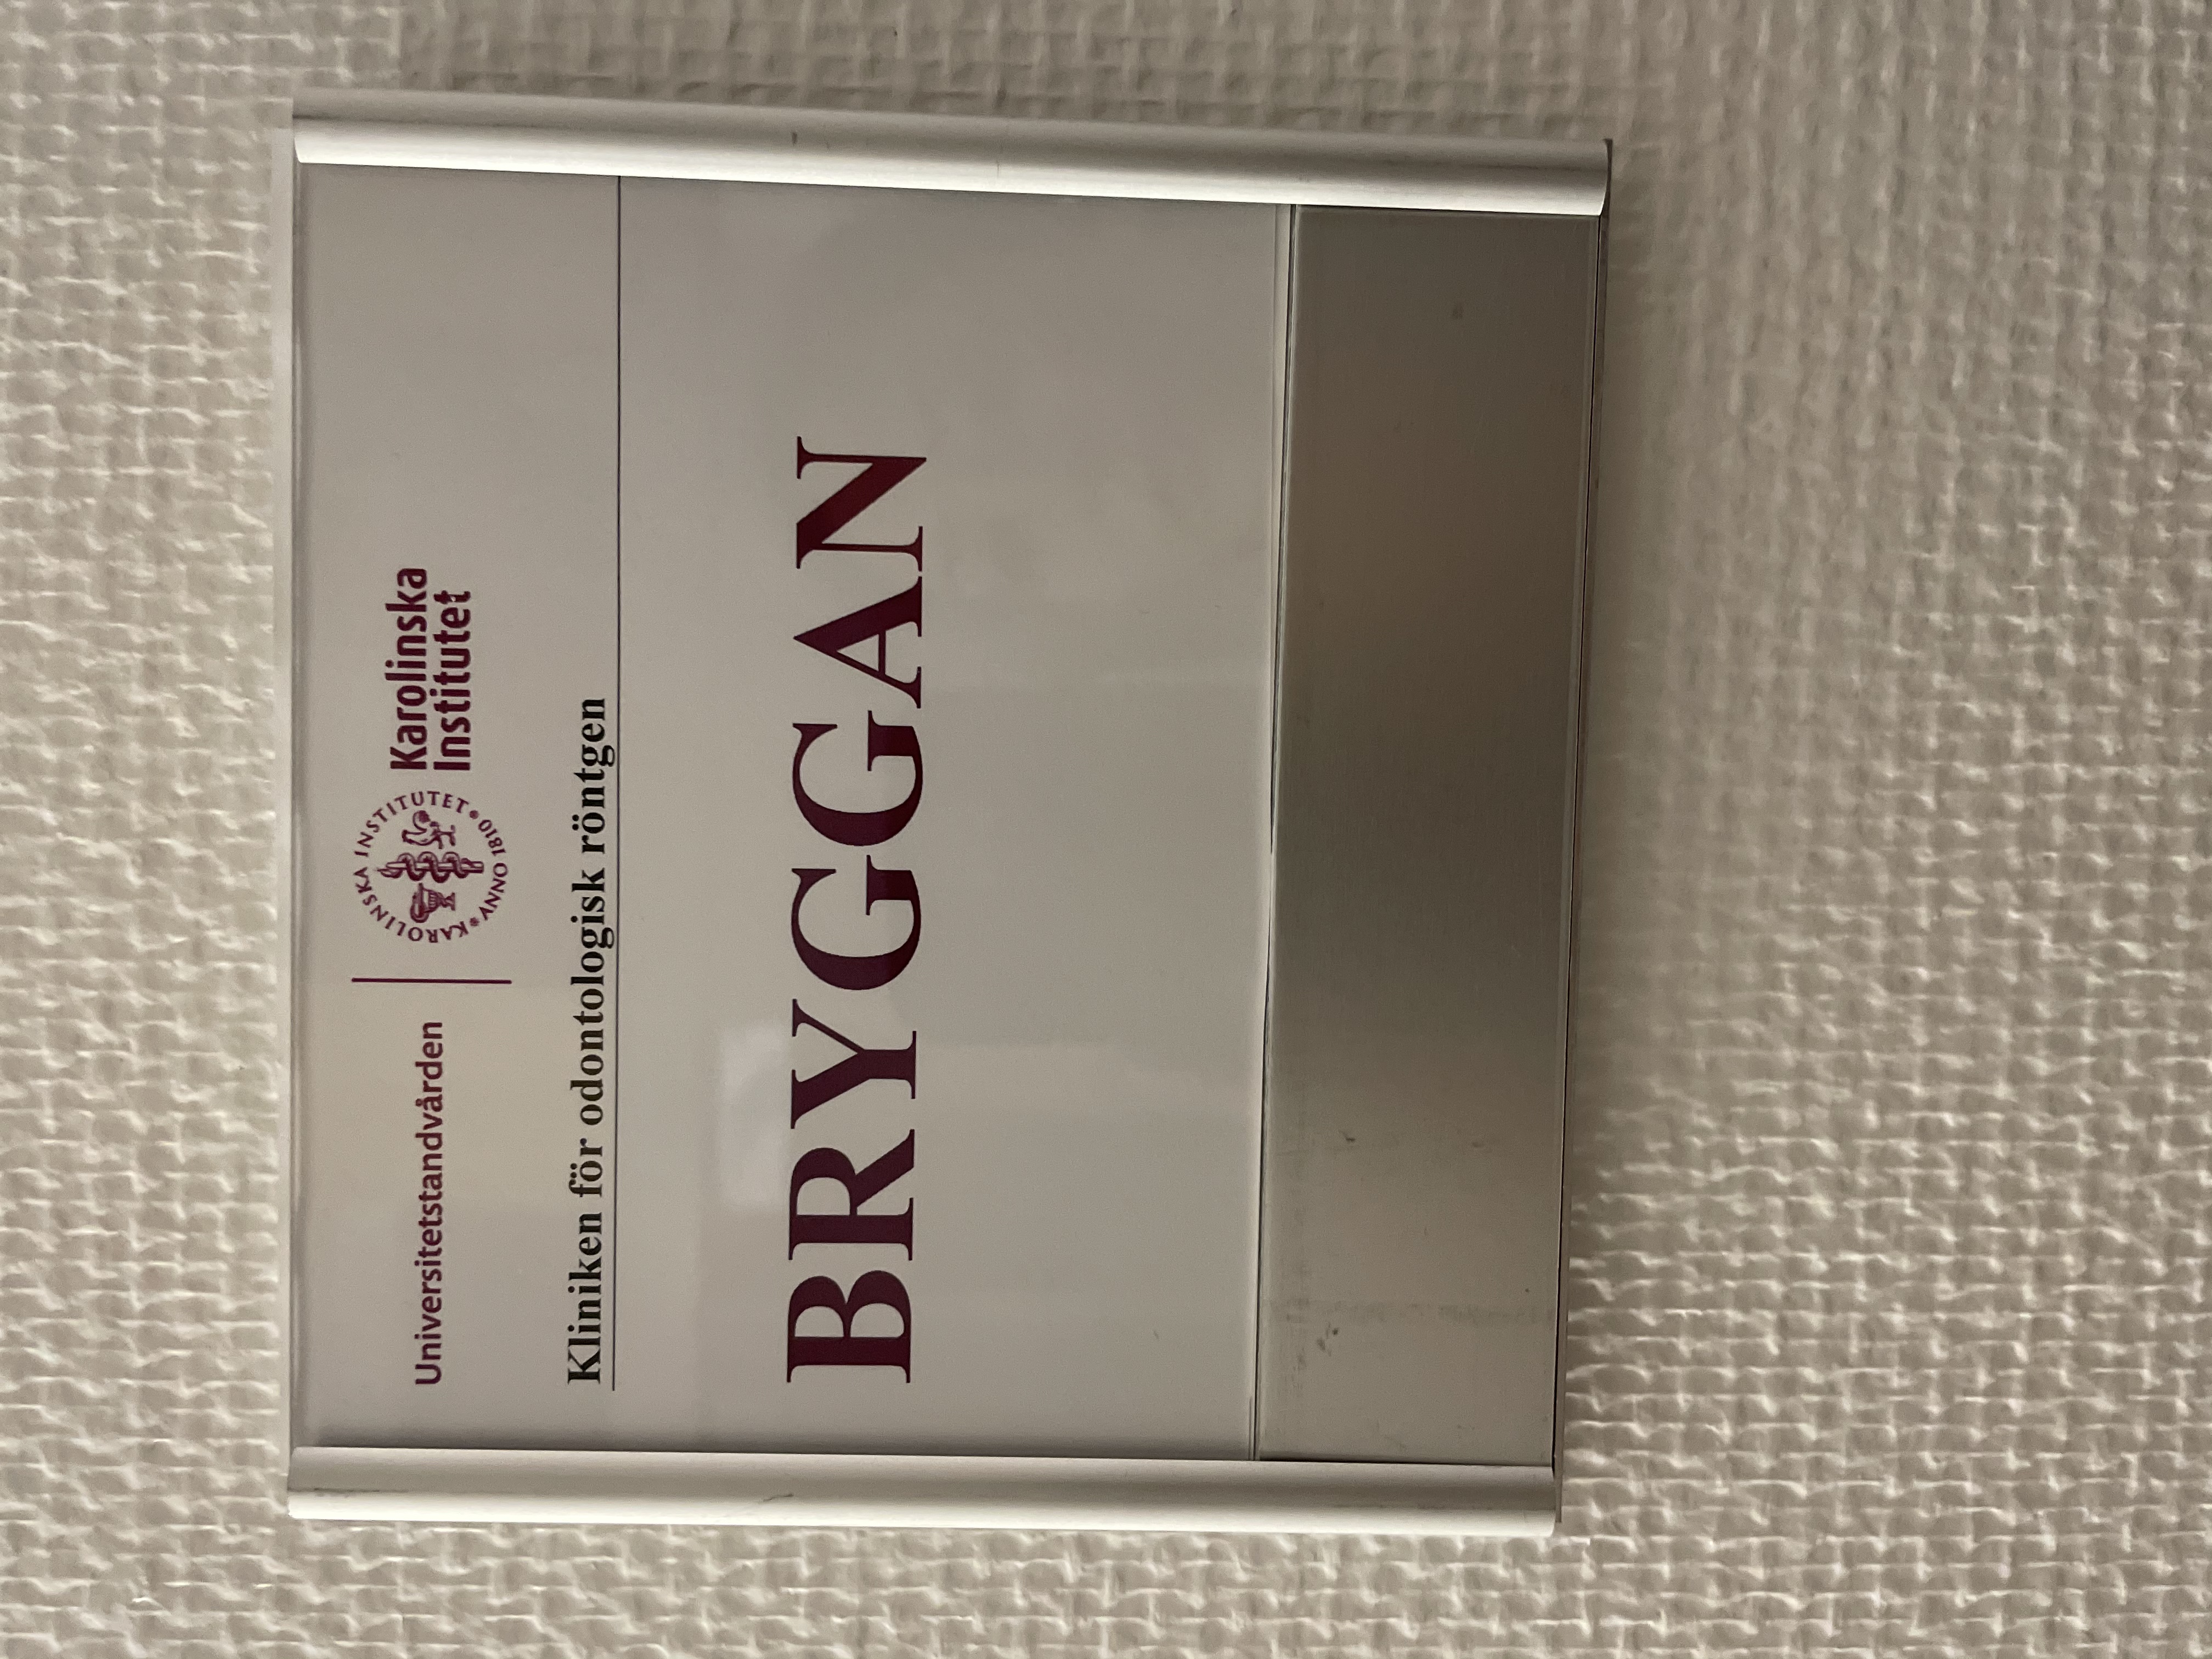 Universitetstandvården
KAROLINSKA INSTITUTET * ANNO 1810 *
Karolinska
Institutet
Kliniken för odontologisk röntgen
BRYGGAN